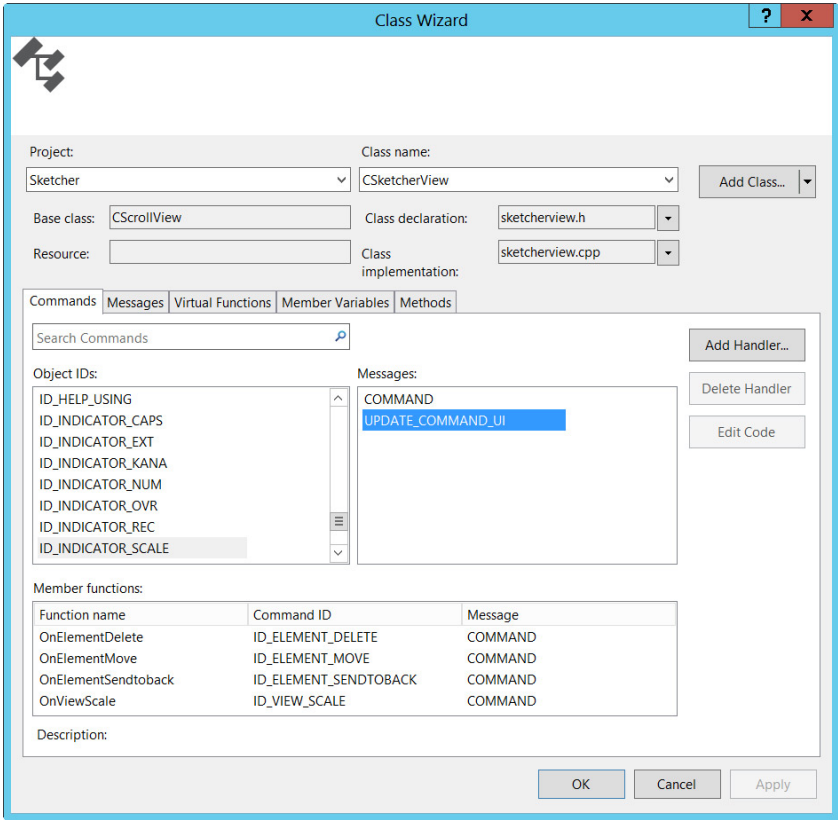 Class Wizard
?
x
Project:
Class name:
Sketcher
CSketcherView
Add Class...
Base class:
CScrollView
Class declaration:
sketcherview.h
Resource:
Class
implementation:
sketcherview.cpp
Commands
Messages
Virtual Functions
Member Variables
Methods
Search Commands
Add Handler...
Object IDs:
Messages:
Delete Handler
Edit Code
ID_HELP_USING
ID_INDICATOR_CAPS
ID_INDICATOR_EXT
ID_INDICATOR_KANA
ID_INDICATOR_NUM
ID_INDICATOR_OVR
ID_INDICATOR_REC
ID_INDICATOR_SCALE
COMMAND
UPDATE_COMMAND_UI
Member functions:
Function name Command ID Message
OnElementDelete ID_ELEMENT_DELETE COMMAND
OnElementMove ID_ELEMENT_MOVE COMMAND
OnElementSendtoback ID_ELEMENT_SENDTOBACK COMMAND
OnViewScale ID_VIEW_SCALE COMMAND
Description:
OK
Cancel
Apply